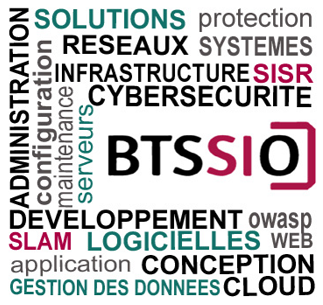 SOLUTIONS protection
RESEAUX SYSTEMES
INFRASTRUCTURE SISR
CYBERSECURITE
ADMINISTRATION
configuration
maintenance
serveurs
BTSSIO
DEVELOPPEMENT owasp
SLAM LOGICIELLES WEB
application CONCEPTION
GESTION DES DONNEES CLOUD